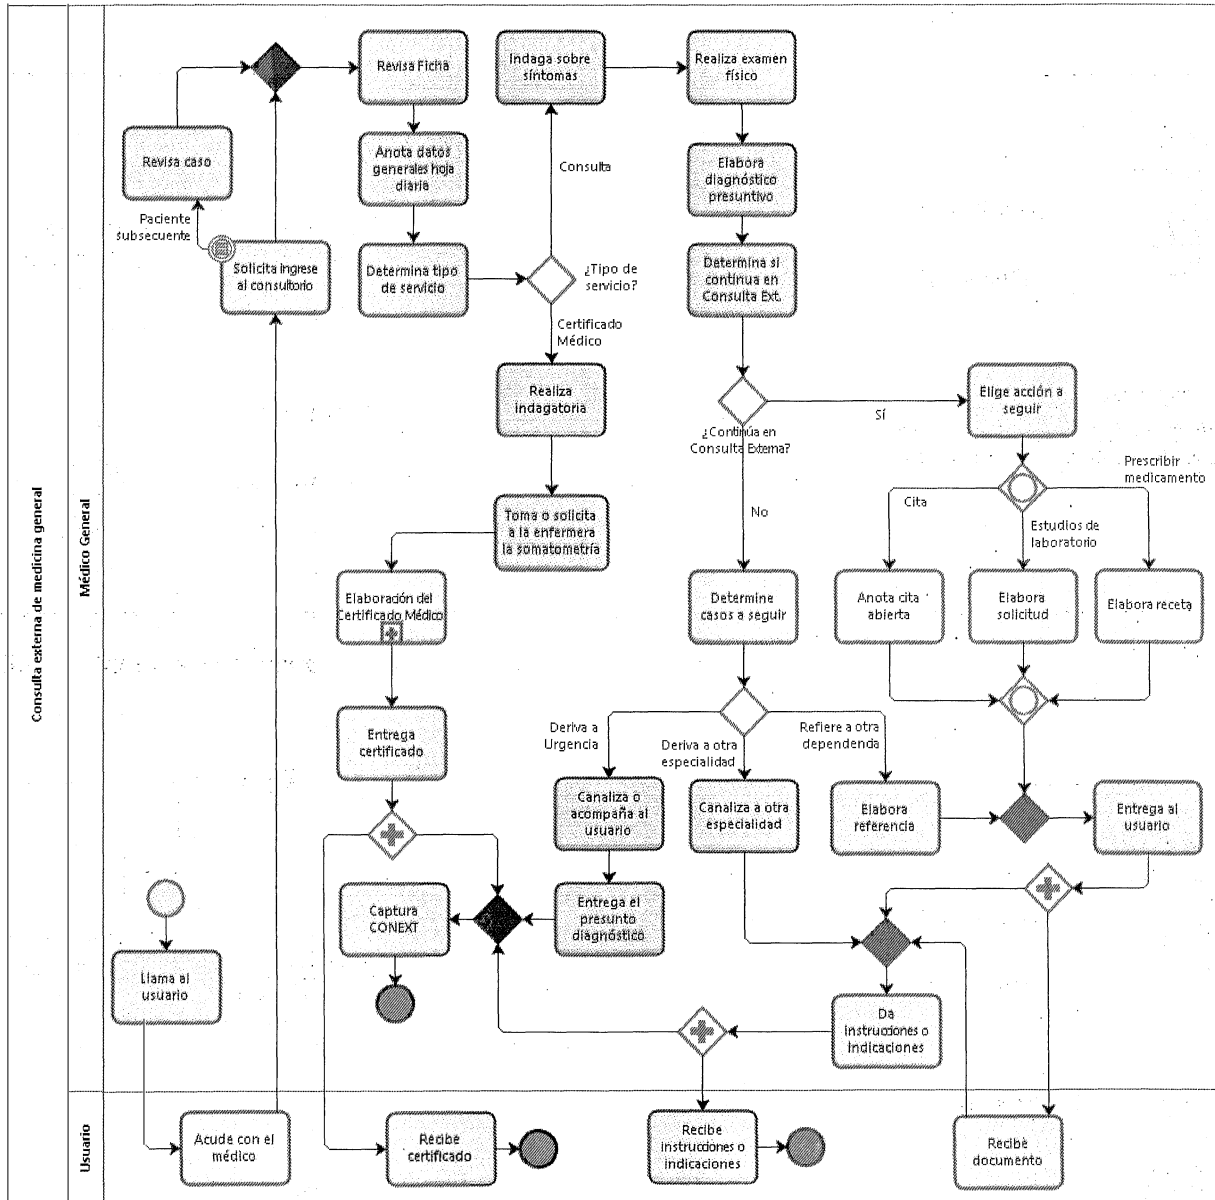 Consulta externa de medicina general
Médico General
Usuario
Revisa Ficha
Indaga sobre
síntomas
Realiza examen
físico
Revisa caso
Anota datos
generales hoja
diaria
Consulta
Elabora
diagnóstico
presuntivo
Paciente
subsecuente
Solicita ingrese
al consultorio
Determina tipo
de servicio
¿Tipo de
servicio?
Determina si
continua en
Consulta Ext.
Certificado
Médico
Realiza
indagatoria
Elige acción a
seguir
Sí
¿Continúa en
Consulta Externa?
Prescribir
medicamento
Cita
Estudios de
laboratorio
No
Toma o solicita
a la enfermera
la somatometría
Elaboración del
Certificado Médico
Determine
casos a seguir
Anota cita
abierta
Elabora
solicitud
Elabora receta
Entrega
certificado
Deriva a
Urgencia
Deriva a otra
especialidad
Refiere a otra
dependencia
Canaliza o
acompaña al
usuario
Canaliza a otra
especialidad
Elabora
referencia
Entrega al
usuario
Captura
CONEXT
Entrega el
presunto
diagnóstico
Llama al
usuario
Da
instrucciones o
indicaciones
Acude con el
médico
Recibe
certificado
Recibe
instrucciones o
indicaciones
Recibe
documento